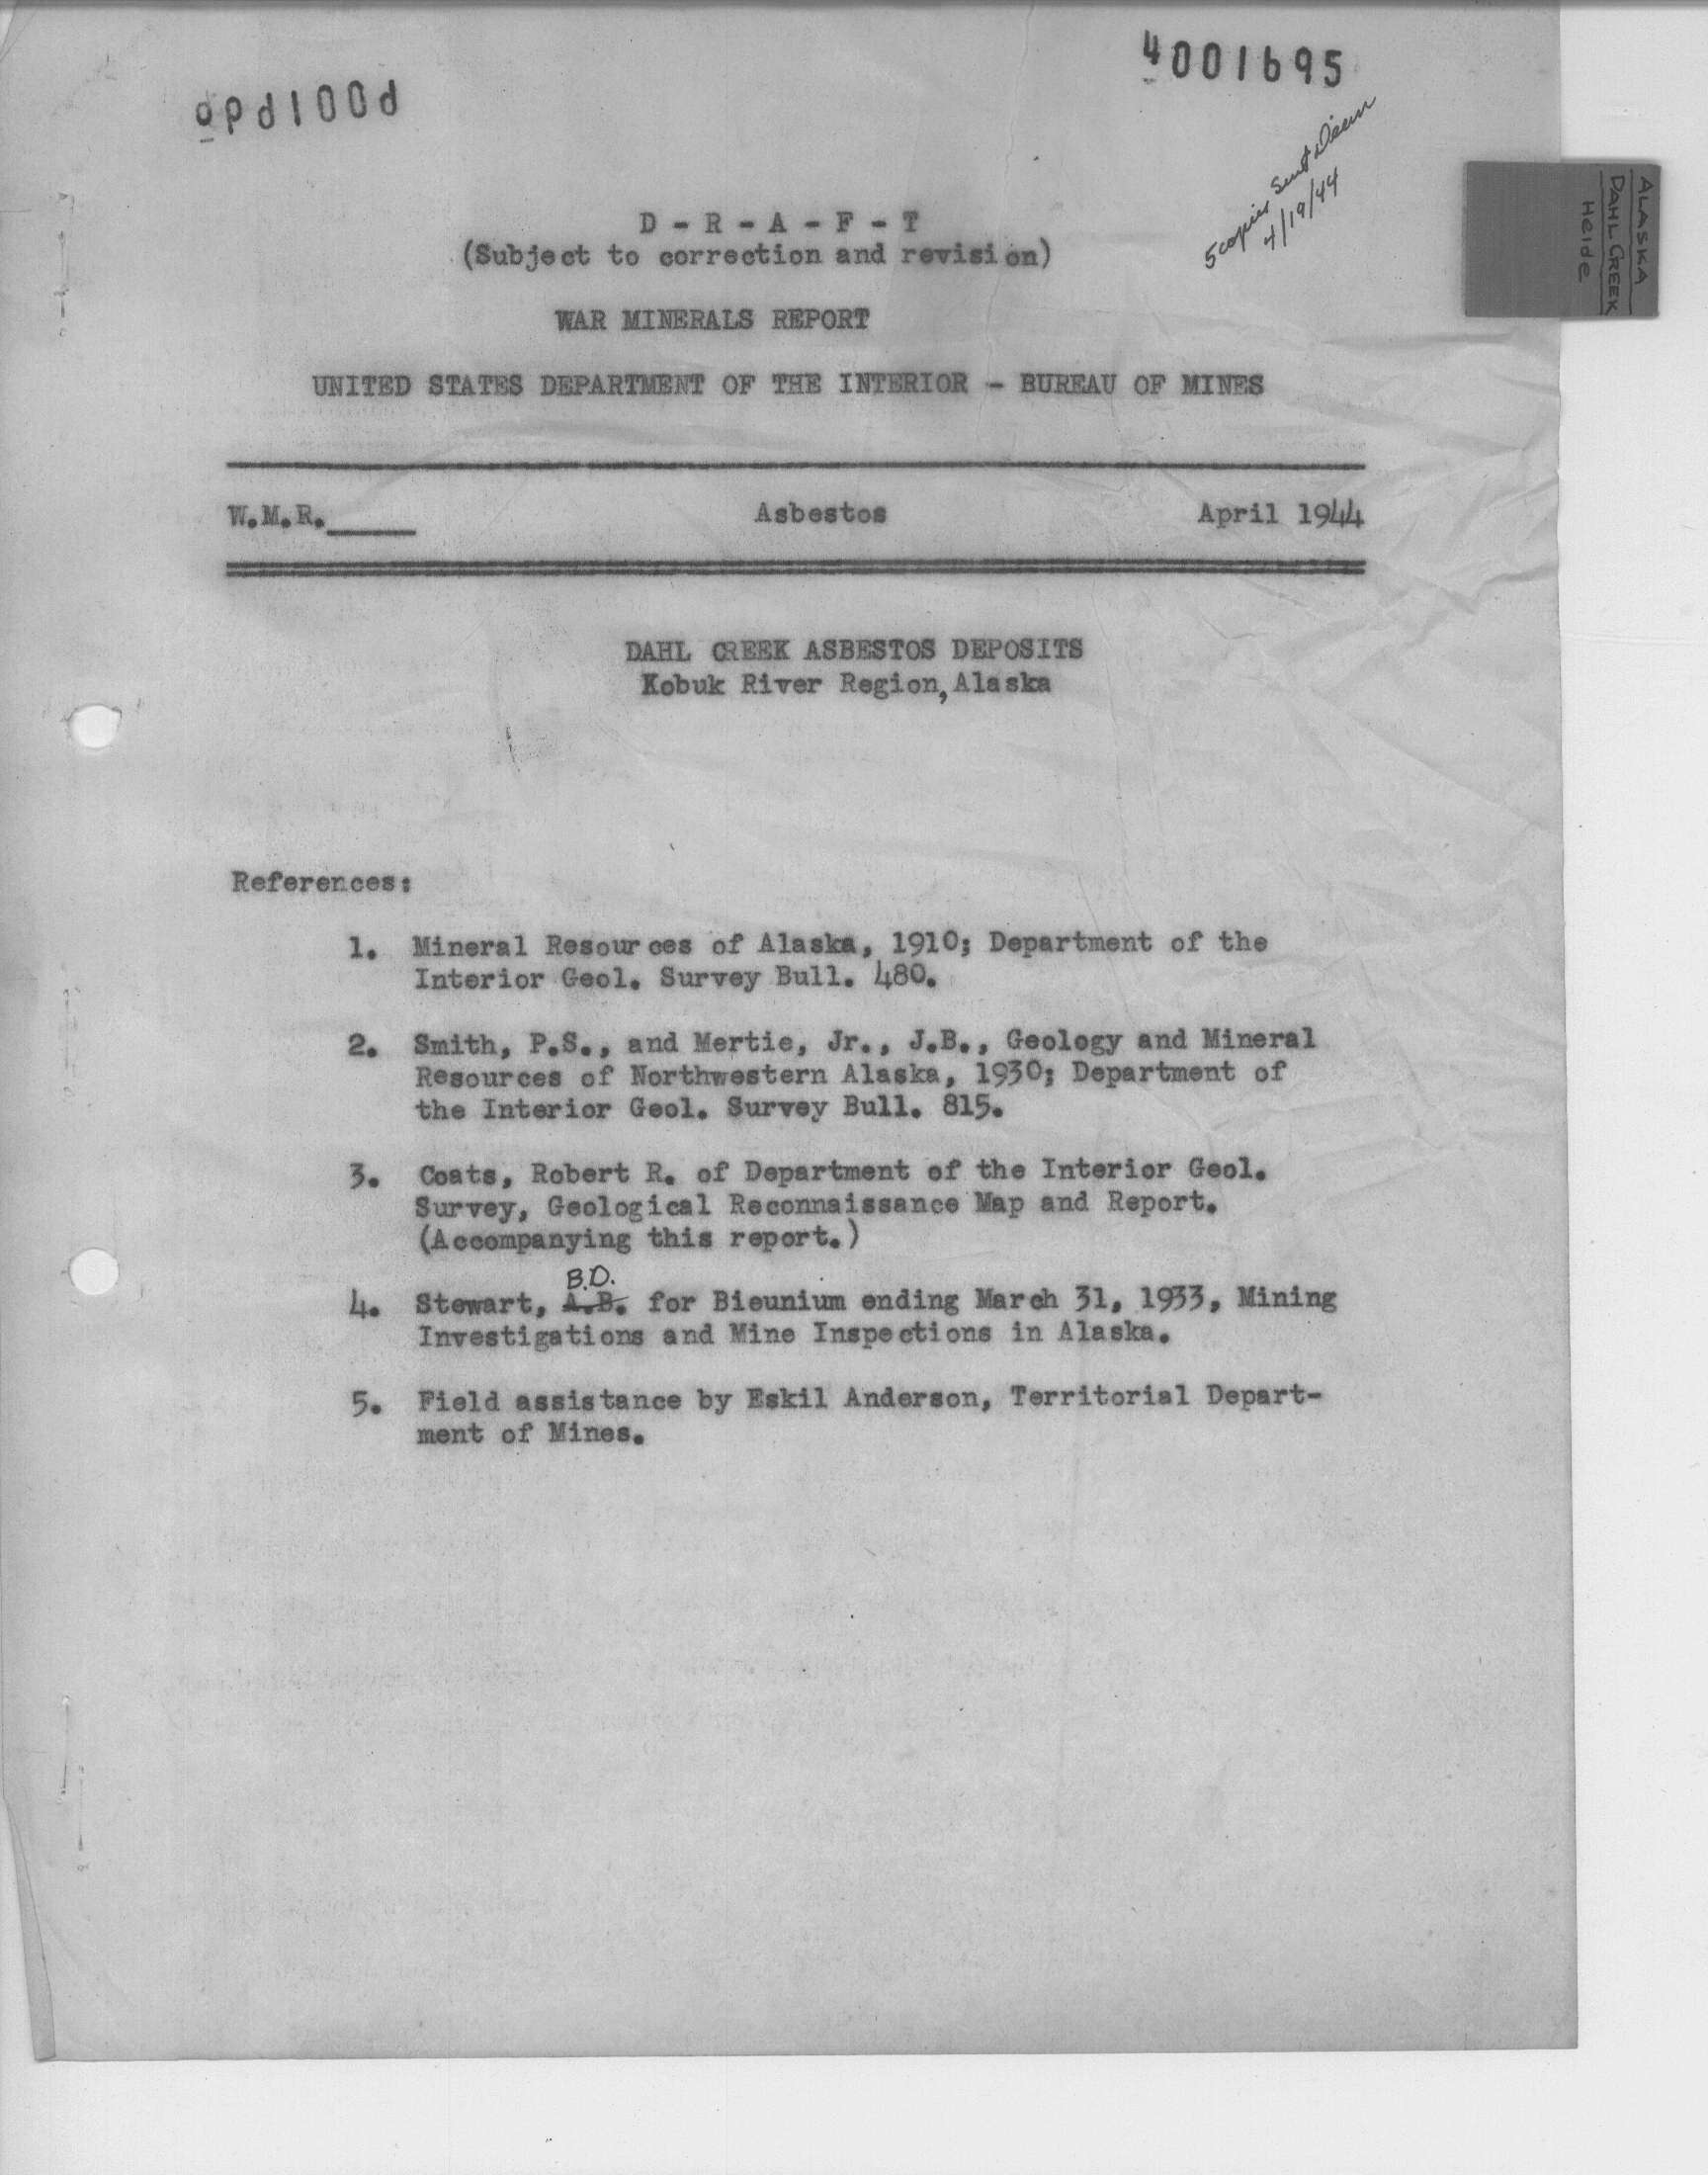 4001695
D - R - A - F - T
(Subject to correction and revision)
5 copies sent
4/19/44
ALASKA
DAHL CREEK
Heide
WAR MINERALS REPORT
UNITED STATES DEPARTMENT OF THE INTERIOR - BUREAU OF MINES
W.M.R._____ Asbestos April 1944
DAHL CREEK ASBESTOS DEPOSITS
Kobuk River Region, Alaska
References:
1. Mineral Resources of Alaska, 1910; Department of the
Interior Geol. Survey Bull. 480.
2. Smith, P.S., and Mertie, Jr., J.B., Geology and Mineral
Resources of Northwestern Alaska, 1930; Department of
the Interior Geol. Survey Bull. 815.
3. Coats, Robert R. of Department of the Interior Geol.
Survey, Geological Reconnaissance Map and Report.
(Accompanying this report.)
B.D.
4. Stewart, A.B. for Bieunium ending March 31, 1933, Mining
Investigations and Mine Inspections in Alaska.
5. Field assistance by Eskil Anderson, Territorial Depart-
ment of Mines.